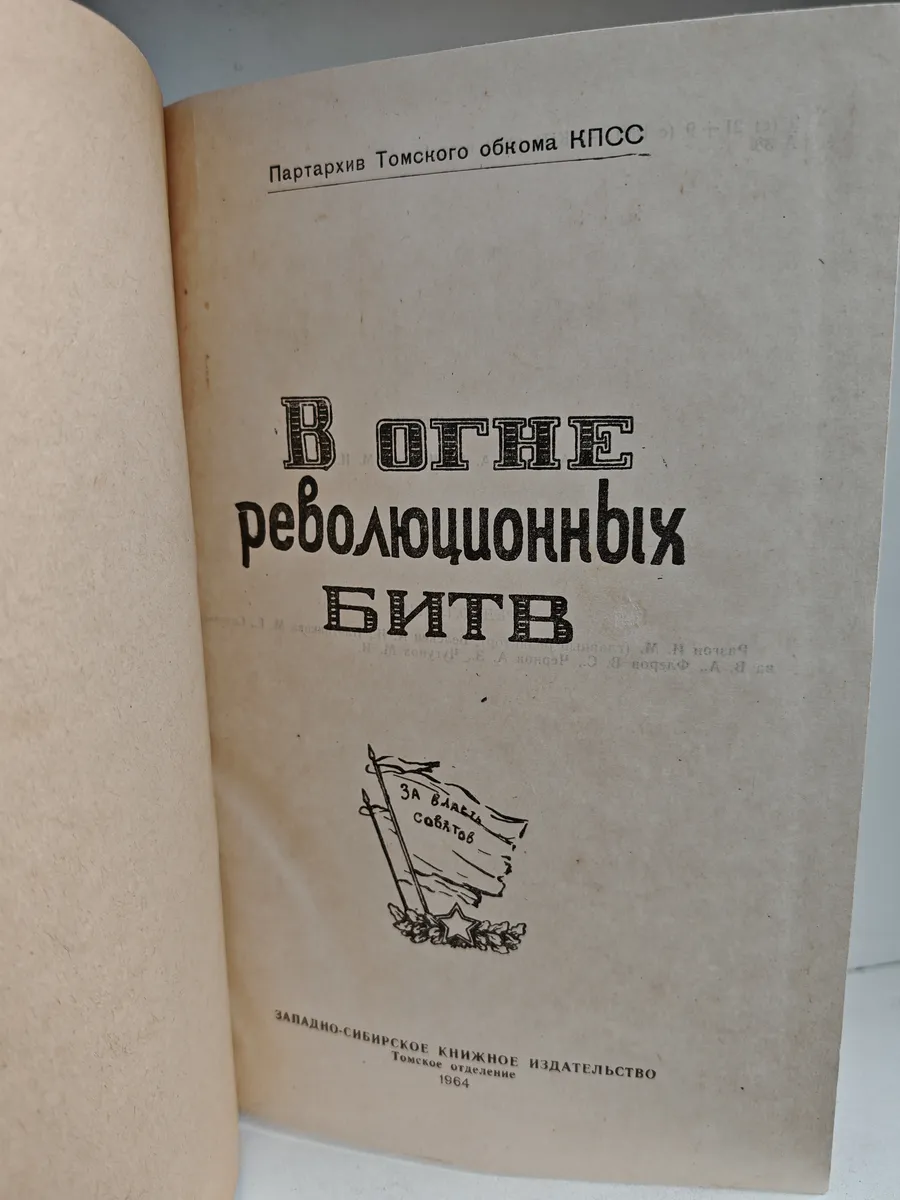 Партархив Томского обкома КПСС
В ОГНЕ
революционных
БИТВ
ЗА ВЛАСТЬ
СОВЕТОВ
ЗАПАДНО-СИБИРСКОЕ КНИЖНОЕ ИЗДАТЕЛЬСТВО
Томское отделение
1964